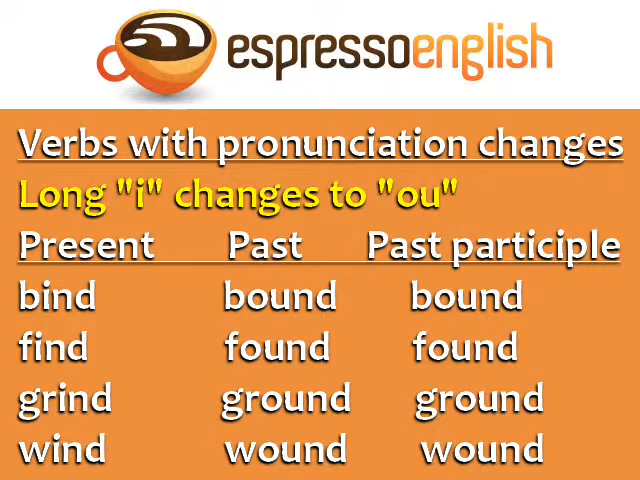 espressoenglish
Verbs with pronunciation changes
Long "i" changes to "ou"
Present Past Past participle
bind bound bound
find found found
grind ground ground
wind wound wound